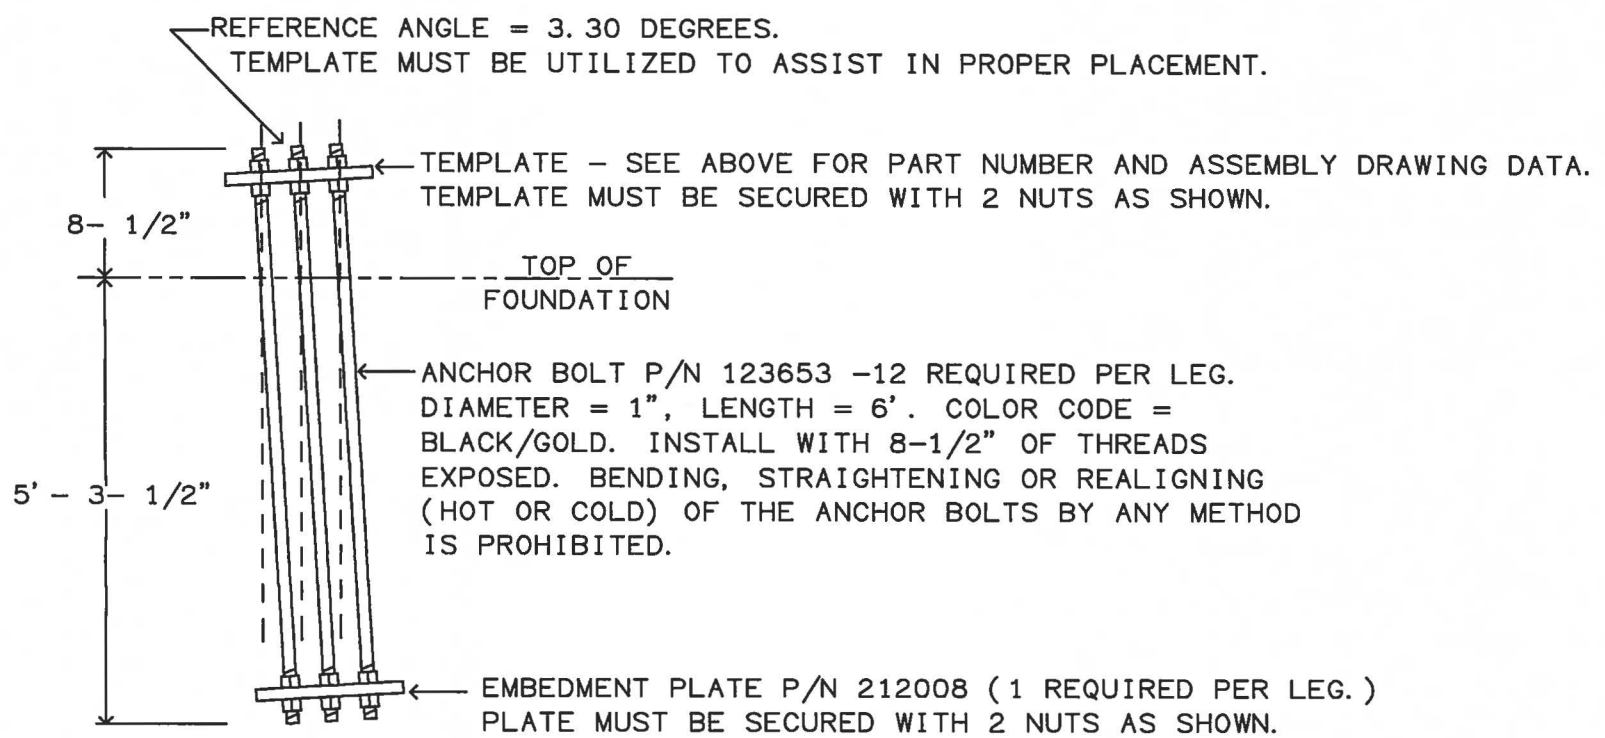 REFERENCE ANGLE = 3.30 DEGREES.
TEMPLATE MUST BE UTILIZED TO ASSIST IN PROPER PLACEMENT.
TEMPLATE - SEE ABOVE FOR PART NUMBER AND ASSEMBLY DRAWING DATA.
TEMPLATE MUST BE SECURED WITH 2 NUTS AS SHOWN.
8- 1/2"
TOP OF
FOUNDATION
ANCHOR BOLT P/N 123653 -12 REQUIRED PER LEG.
DIAMETER = 1", LENGTH = 6'. COLOR CODE =
BLACK/GOLD. INSTALL WITH 8-1/2" OF THREADS
EXPOSED. BENDING, STRAIGHTENING OR REALIGNING
(HOT OR COLD) OF THE ANCHOR BOLTS BY ANY METHOD
IS PROHIBITED.
5' - 3- 1/2"
EMBEDMENT PLATE P/N 212008 (1 REQUIRED PER LEG.)
PLATE MUST BE SECURED WITH 2 NUTS AS SHOWN.